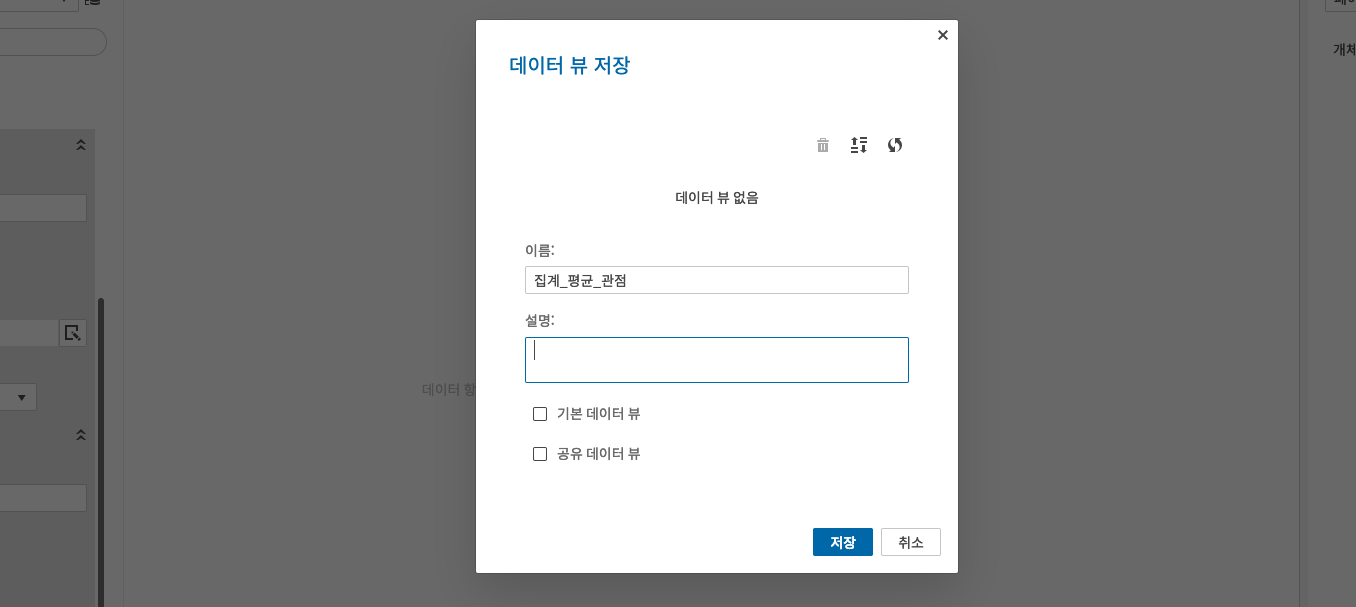 데이터 뷰 저장
데이터 뷰 없음
이름:
집계_평균_관점
설명:
기본 데이터 뷰
공유 데이터 뷰
저장 취소
데이터 항
개체